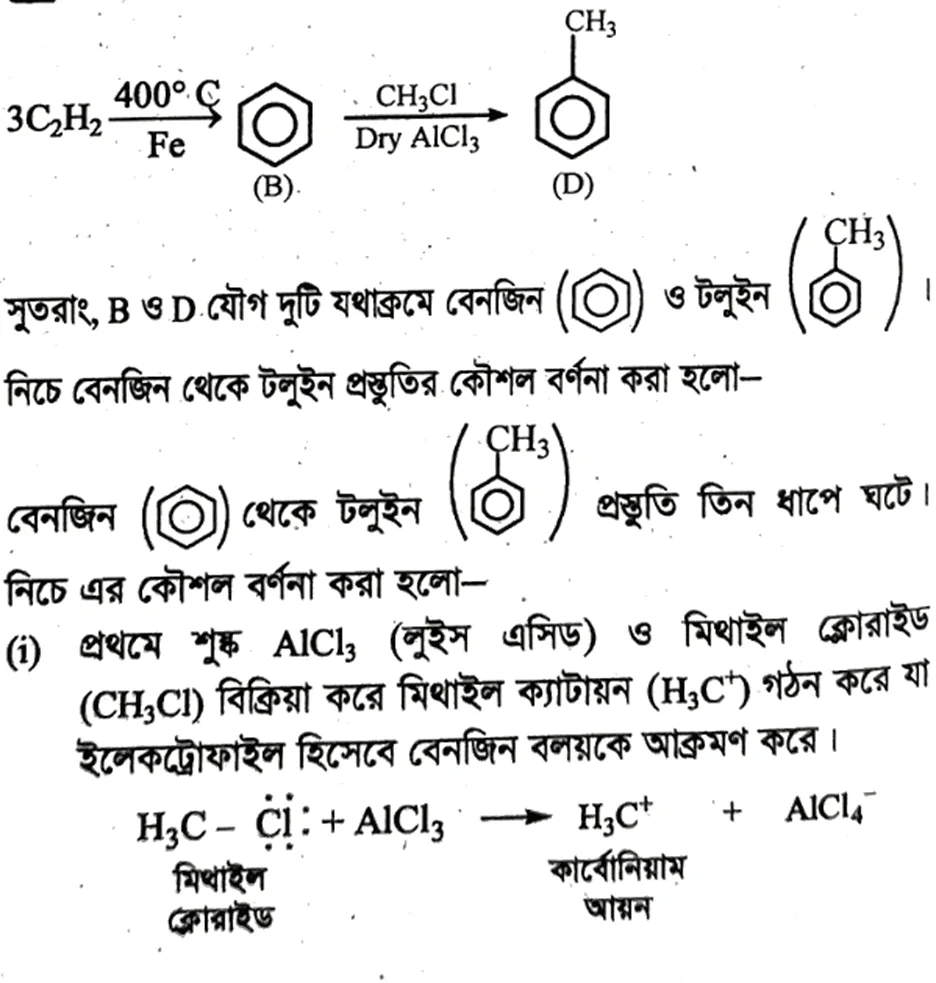 CH₃
3C₂H₂ 400° C Fe (B) CH₃Cl Dry AlCl₃ (D)
সুতরাং, B ও D যৌগ দুটি যথাক্রমে বেনজিন ( ) ও টলুইন ( CH₃ ) ।
নিচে বেনজিন থেকে টলুইন প্রস্তুতির কৌশল বর্ণনা করা হলো–
বেনজিন ( ) থেকে টলুইন ( CH₃ ) প্রস্তুতি তিন ধাপে ঘটে।
নিচে এর কৌশল বর্ণনা করা হলো–
(i) প্রথমে শুষ্ক AlCl₃ (লুইস এসিড) ও মিথাইল ক্লোরাইড
(CH₃Cl) বিক্রিয়া করে মিথাইল ক্যাটায়ন (H₃C⁺) গঠন করে যা
ইলেকট্রোফাইল হিসেবে বেনজিন বলয়কে আক্রমণ করে।
H₃C – Cl: + AlCl₃ ⟶ H₃C⁺ + AlCl₄⁻
মিথাইল কার্বোনিয়াম
ক্লোরাইড আয়ন